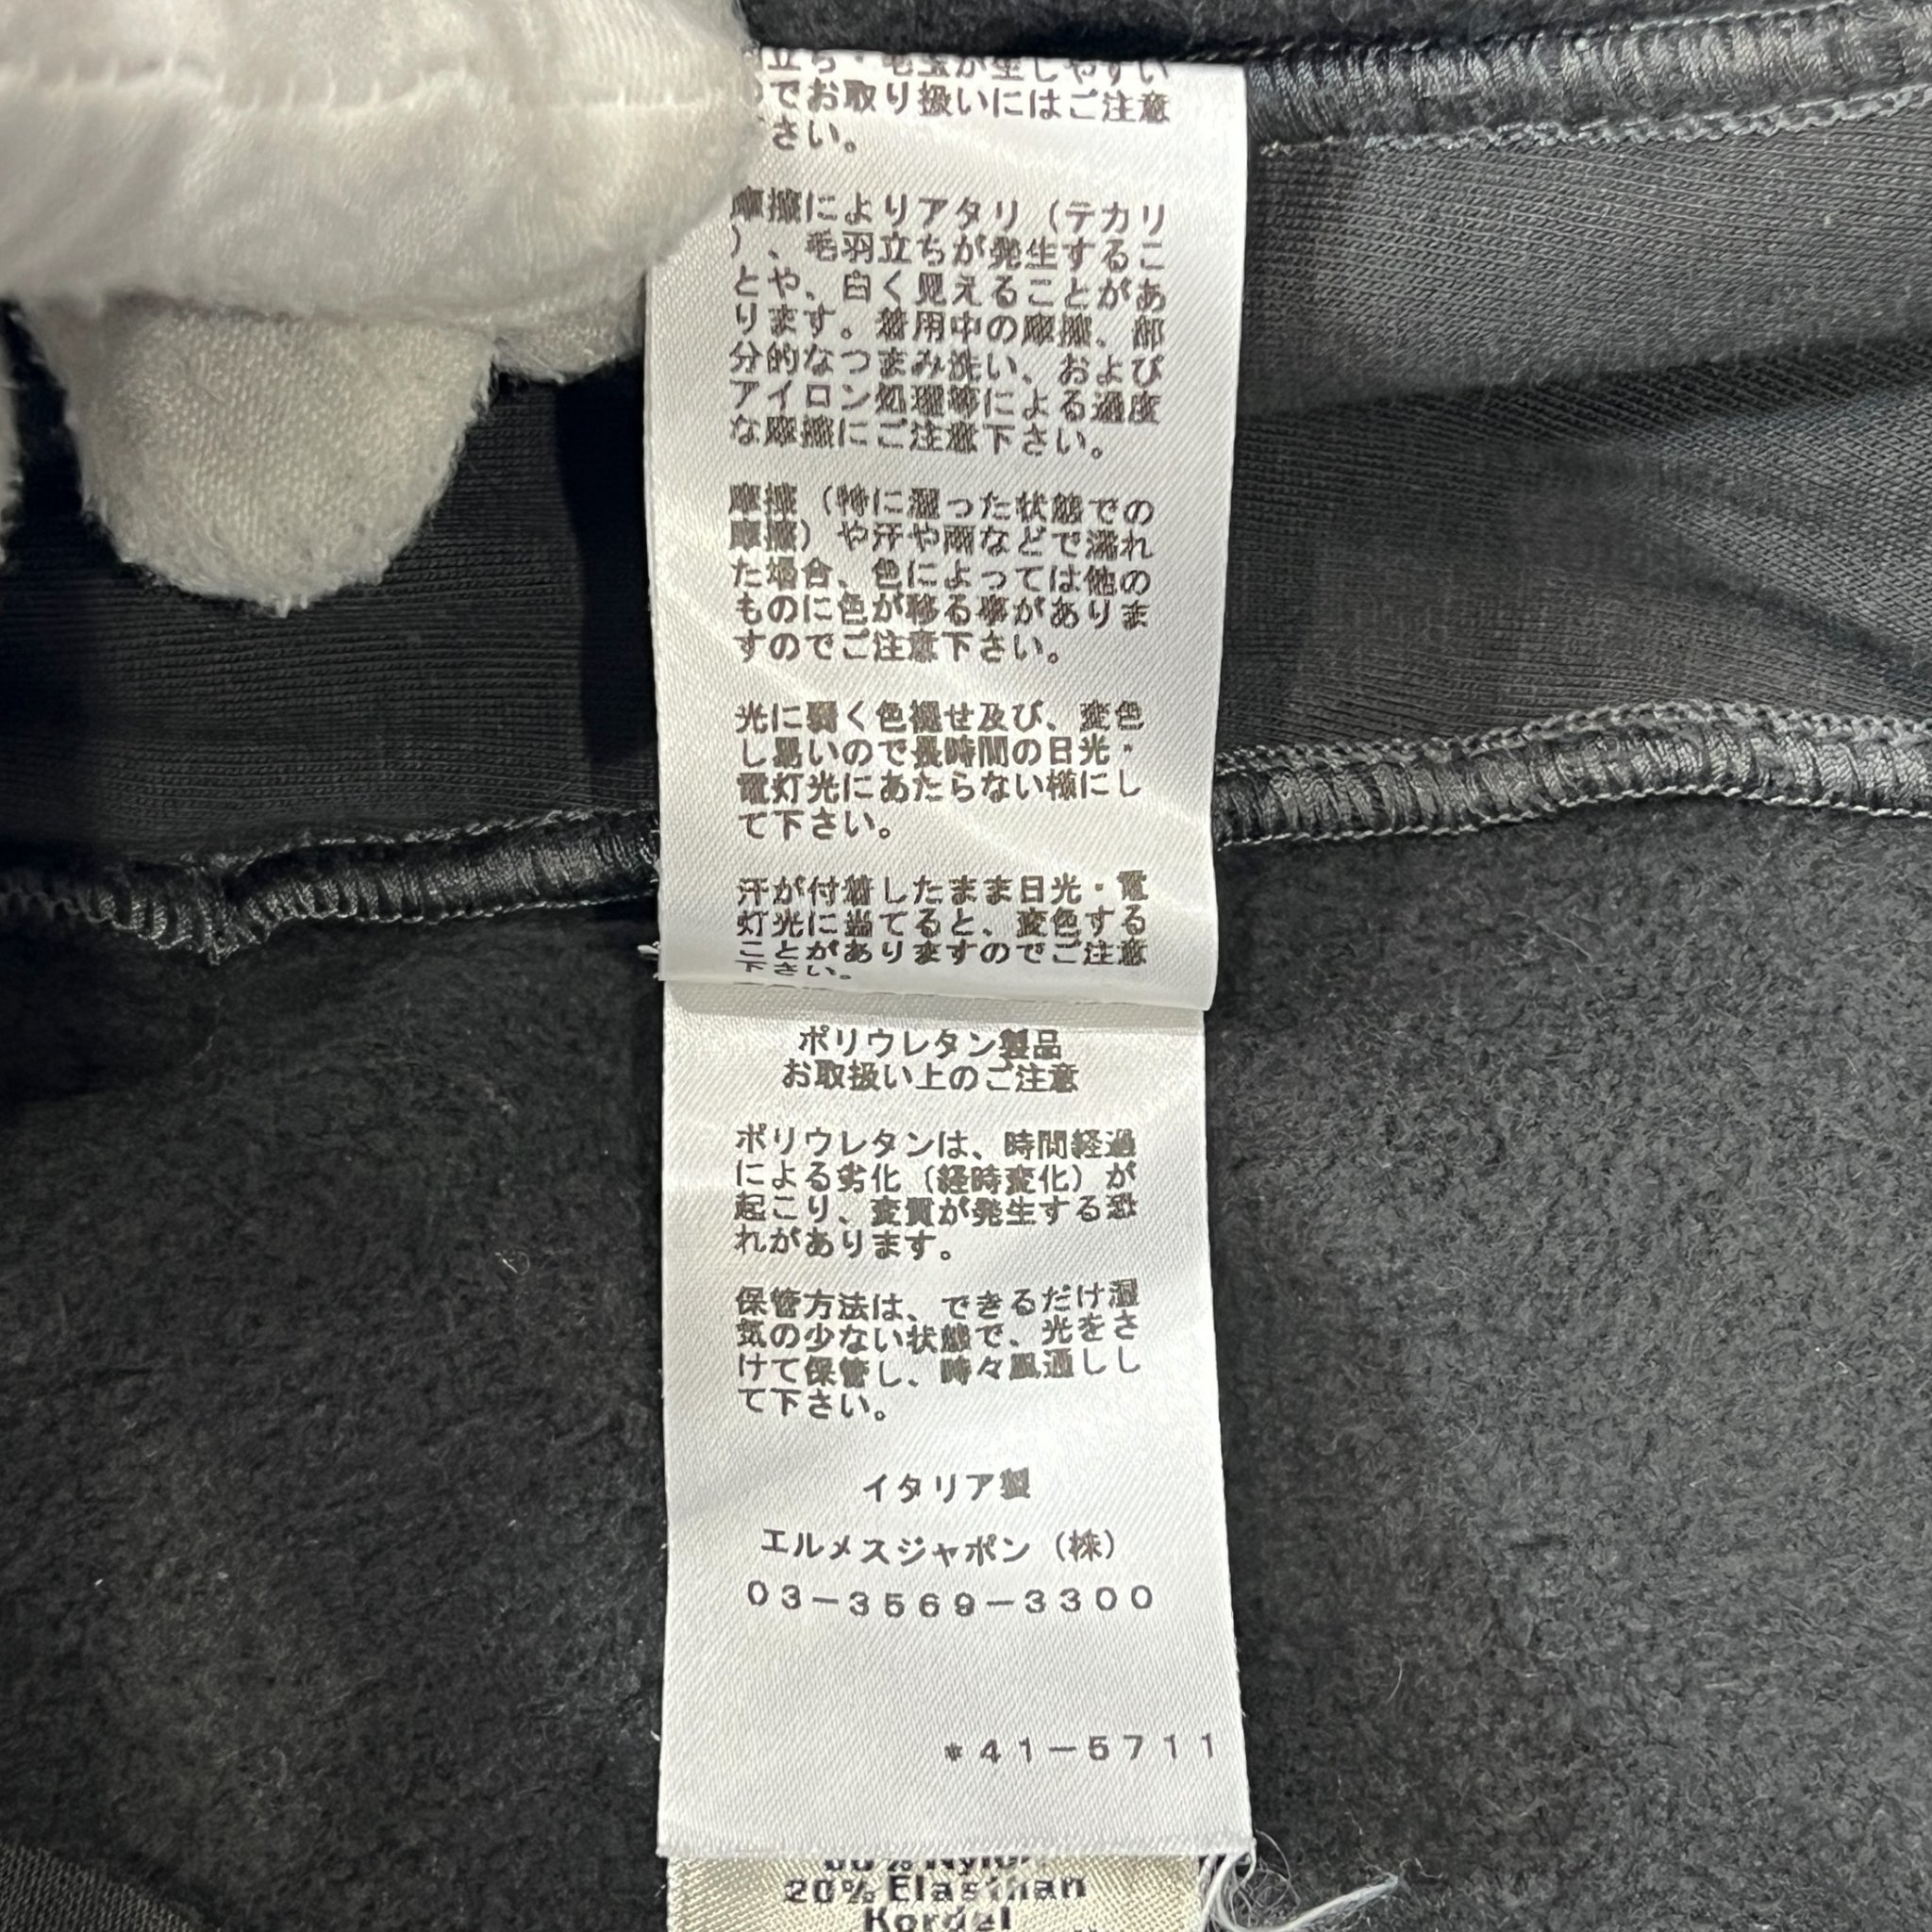 立ち・毛玉が生じやすい
のでお取り扱いにはご注意
下さい。
摩擦によりアタリ（テカリ
）、毛羽立ちが発生するこ
とや、白く見えることがあ
ります。着用中の摩擦、部
分的なつまみ洗い、および
アイロン処理等による過度
な摩擦にご注意下さい。
摩擦（特に湿った状態での
摩擦）や汗や雨などで濡れ
た場合、色によっては他の
ものに色が移る事がありま
すのでご注意下さい。
光に弱く色褪せ及び、変色
し易いので長時間の日光・
電灯光にあたらない様にし
て下さい。
汗が付着したまま日光・電
灯光に当てると、変色する
ことがありますのでご注意
下さい。
ポリウレタン製品
お取扱い上のご注意
ポリウレタンは、時間経過
による劣化（経時変化）が
起こり、変質が発生する恐
れがあります。
保管方法は、できるだけ湿
気の少ない状態で、光をさ
けて保管し、時々風通しし
て下さい。
イタリア製
エルメスジャポン（株）
03－3569－3300
*41－5711
% Nylon
20% Elasthan
Kordel